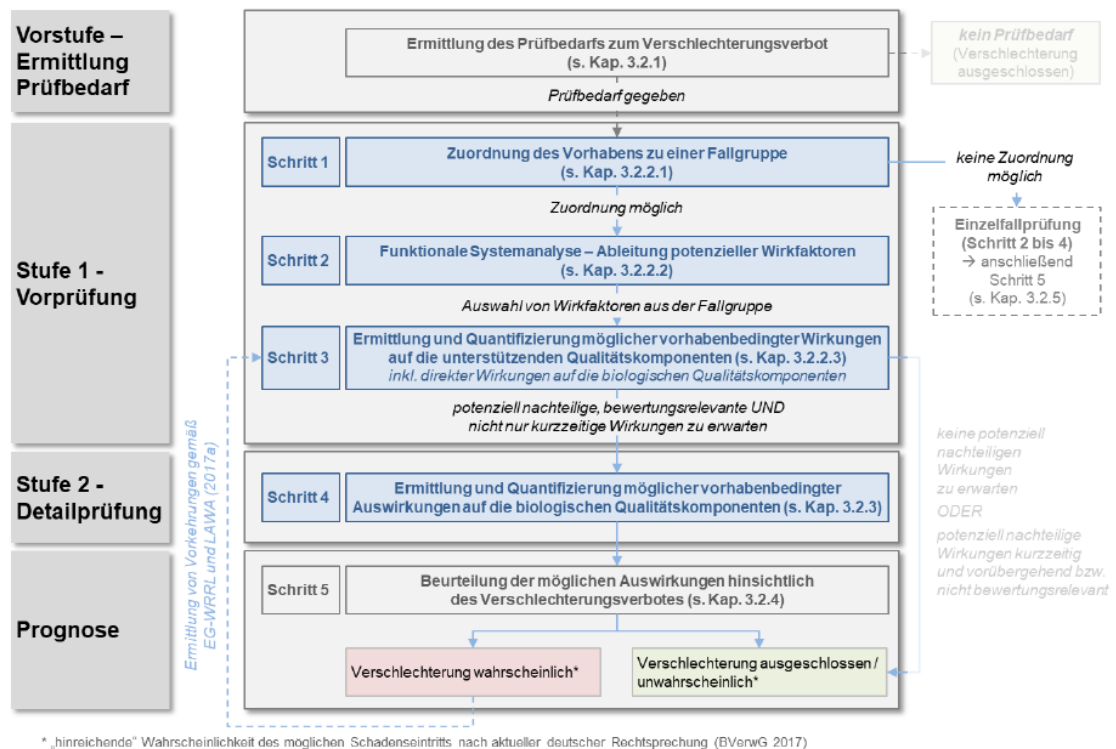 Vorstufe –
Ermittlung
Prüfbedarf
Ermittlung des Prüfbedarfs zum Verschlechterungsverbot
(s. Kap. 3.2.1)
kein Prüfbedarf
(Verschlechterung
ausgeschlossen)
Prüfbedarf gegeben
Stufe 1 -
Vorprüfung
Schritt 1
Zuordnung des Vorhabens zu einer Fallgruppe
(s. Kap. 3.2.2.1)
keine Zuordnung
möglich
Zuordnung möglich
Einzelfallprüfung
(Schritt 2 bis 4)
→ anschließend
Schritt 5
(s. Kap. 3.2.5)
Schritt 2
Funktionale Systemanalyse – Ableitung potenzieller Wirkfaktoren
(s. Kap. 3.2.2.2)
Auswahl von Wirkfaktoren aus der Fallgruppe
Schritt 3
Ermittlung und Quantifizierung möglicher vorhabenbedingter Wirkungen
auf die unterstützenden Qualitätskomponenten (s. Kap. 3.2.2.3)
inkl. direkter Wirkungen auf die biologischen Qualitätskomponenten
potenziell nachteilige, bewertungsrelevante UND
nicht nur kurzzeitige Wirkungen zu erwarten
keine potenziell
nachteiligen
Wirkungen
zu erwarten
ODER
potenziell nachteilige
Wirkungen kurzzeitig
und vorübergehend bzw.
nicht bewertungsrelevant
Ermittlung von Vorkehrungen gemäß
EG-WRRL und LAWA (2017a)
Stufe 2 -
Detailprüfung
Schritt 4
Ermittlung und Quantifizierung möglicher vorhabenbedingter
Auswirkungen auf die biologischen Qualitätskomponenten (s. Kap. 3.2.3)
Prognose
Schritt 5
Beurteilung der möglichen Auswirkungen hinsichtlich
des Verschlechterungsverbotes (s. Kap. 3.2.4)
Verschlechterung wahrscheinlich*
Verschlechterung ausgeschlossen /
unwahrscheinlich*
* „hinreichende“ Wahrscheinlichkeit des möglichen Schadenseintritts nach aktueller deutscher Rechtsprechung (BVerwG 2017)